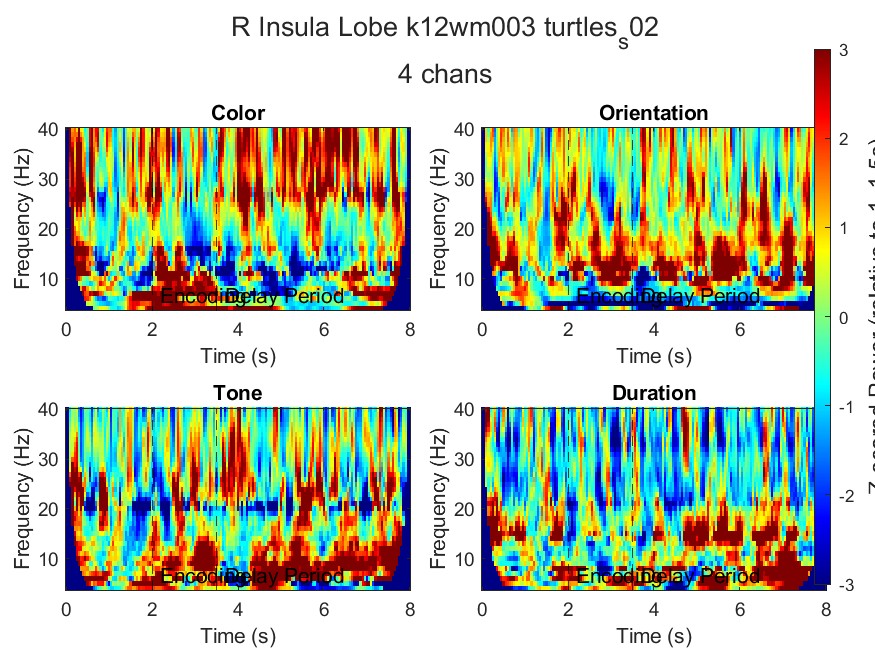 R Insula Lobe k12wm003 turtles_s02
4 chans
Color
Orientation
Frequency (Hz)
40
30
20
10
Encoding
Delay Period
0 2 4 6 8
Time (s)
Frequency (Hz)
40
30
20
10
Encoding
Delay Period
0 2 4 6
Time (s)
Tone
Duration
Frequency (Hz)
40
30
20
10
Encoding
Delay Period
0 2 4 6 8
Time (s)
Frequency (Hz)
40
30
20
10
Encoding
Delay Period
0 2 4 6 8
Time (s)
3
2
1
0
-1
-2
-3